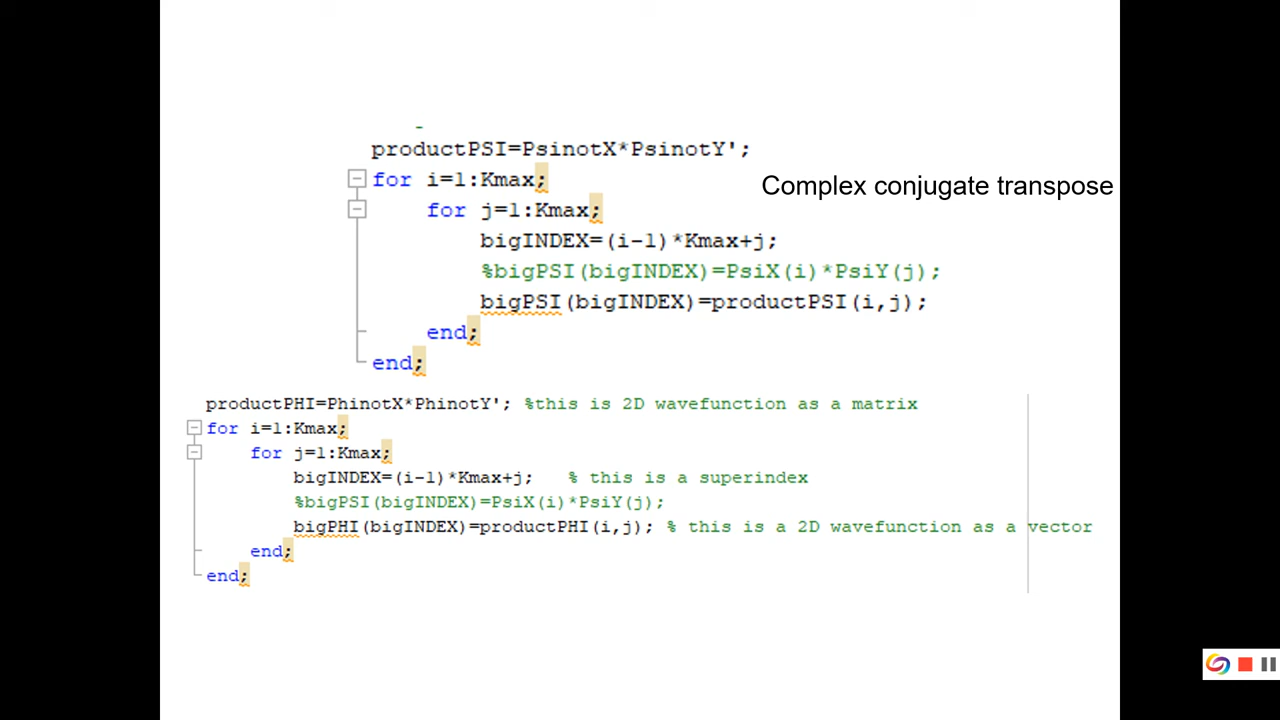 productPSI=PsinotX*PsinotY';
for i=1:Kmax;
Complex conjugate transpose
for j=1:Kmax;
bigINDEX=(i-1)*Kmax+j;
%bigPSI(bigINDEX)=PsiX(i)*PsiY(j);
bigPSI(bigINDEX)=productPSI(i,j);
end;
end;
productPHI=PhinotX*PhinotY'; %this is 2D wavefunction as a matrix
for i=1:Kmax;
for j=1:Kmax;
bigINDEX=(i-1)*Kmax+j; % this is a superindex
%bigPSI(bigINDEX)=PsiX(i)*PsiY(j);
bigPHI(bigINDEX)=productPHI(i,j); % this is a 2D wavefunction as a vector
end;
end;